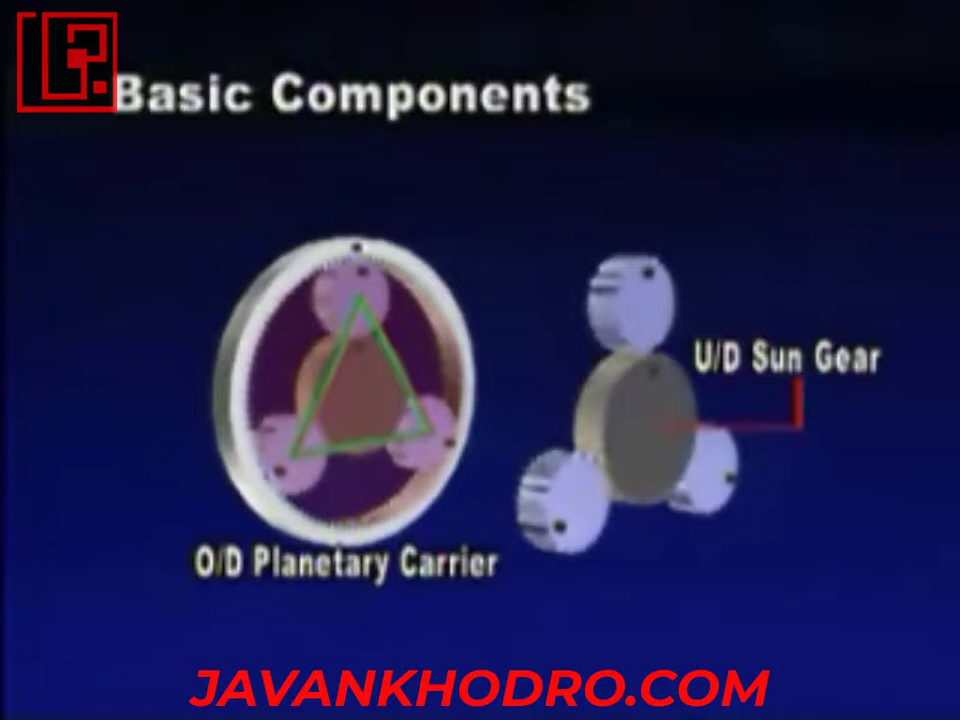 Basic Components
U/D Sun Gear
O/D Planetary Carrier
JAVANKHODRO.COM